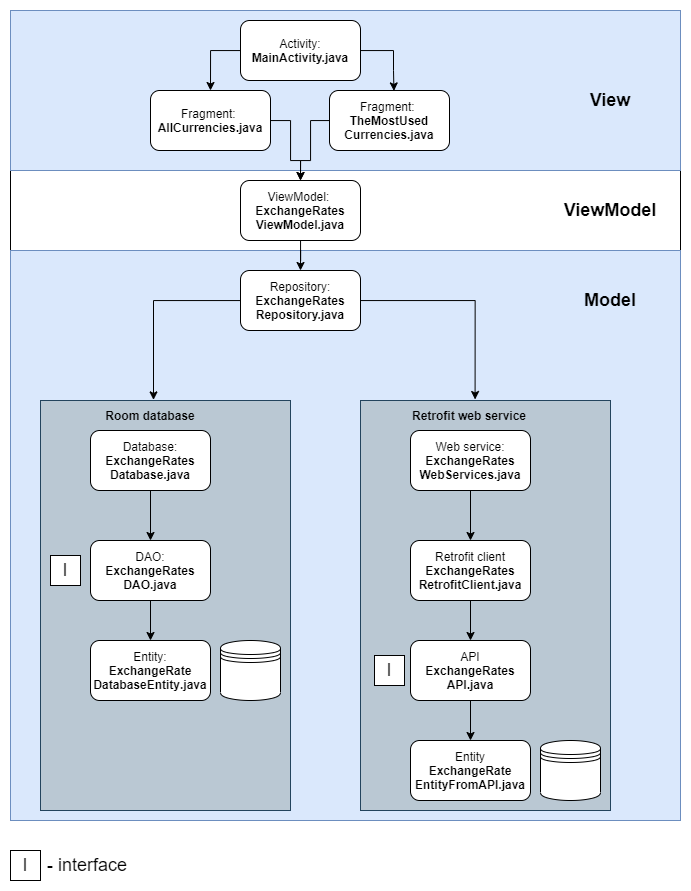 Activity:
MainActivity.java
View
Fragment:
AllCurrencies.java
Fragment:
TheMostUsed
Currencies.java
ViewModel:
ExchangeRates
ViewModel.java
ViewModel
Repository:
ExchangeRates
Repository.java
Model
Room database
Database:
ExchangeRates
Database.java
I
DAO:
ExchangeRates
DAO.java
Entity:
ExchangeRate
DatabaseEntity.java
Retrofit web service
Web service:
ExchangeRates
WebServices.java
Retrofit client
ExchangeRates
RetrofitClient.java
I
API
ExchangeRates
API.java
Entity
ExchangeRate
EntityFromAPI.java
I - interface